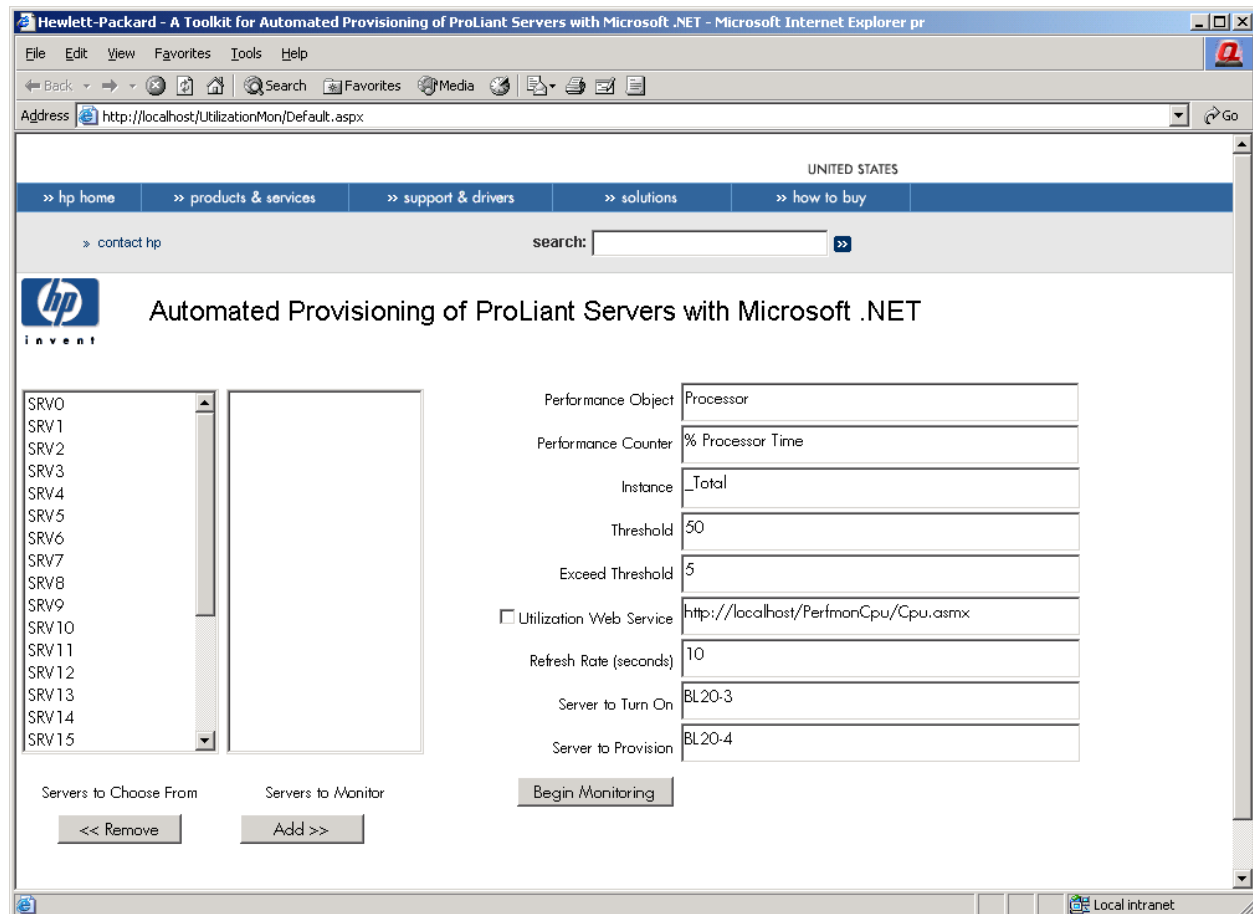 Hewlett-Packard - A Toolkit for Automated Provisioning of ProLiant Servers with Microsoft .NET - Microsoft Internet Explorer pr
File Edit View Favorites Tools Help
Back Search Favorites Media
Address http://localhost/UtilizationMon/Default.aspx Go
UNITED STATES
» hp home » products & services » support & drivers » solutions » how to buy
» contact hp search: »
hp
invent
Automated Provisioning of ProLiant Servers with Microsoft .NET
SRV0
SRV1
SRV2
SRV3
SRV4
SRV5
SRV6
SRV7
SRV8
SRV9
SRV10
SRV11
SRV12
SRV13
SRV14
SRV15
Servers to Choose From Servers to Monitor
<< Remove Add >>
Performance Object Processor
Performance Counter % Processor Time
Instance _Total
Threshold 50
Exceed Threshold 5
Utilization Web Service http://localhost/PerfmonCpu/Cpu.asmx
Refresh Rate (seconds) 10
Server to Turn On BL20-3
Server to Provision BL20-4
Begin Monitoring
Local intranet